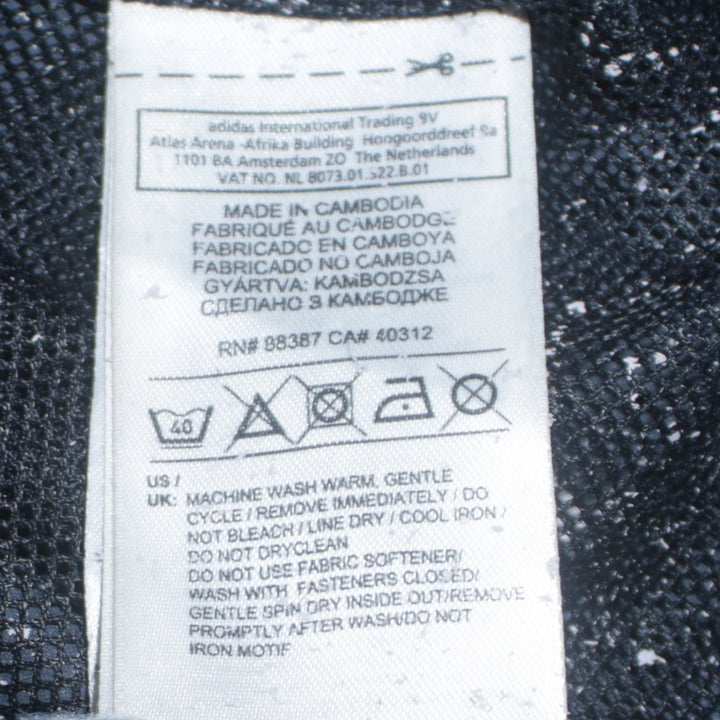 adidas International Trading BV
Atlas Arena -Afrika Building Hoogoorddreef 9a
1101 BA Amsterdam ZO The Netherlands
VAT NO. NL 8073.01.522.B.01
MADE IN CAMBODIA
FABRIQUÉ AU CAMBODGE
FABRICADO EN CAMBOYA
FABRICADO NO CAMBOJA
GYÁRTVA: KAMBODZSA
СДЕЛАНО В КАМБОДЖЕ
RN# 88387 CA# 40312
40
US /
UK: MACHINE WASH WARM, GENTLE
CYCLE / REMOVE IMMEDIATELY / DO
NOT BLEACH / LINE DRY / COOL IRON /
DO NOT DRYCLEAN
DO NOT USE FABRIC SOFTENER/
WASH WITH FASTENERS CLOSED/
GENTLE SPIN DRY INSIDE OUT/REMOVE
PROMPTLY AFTER WASH/DO NOT
IRON MOTIF